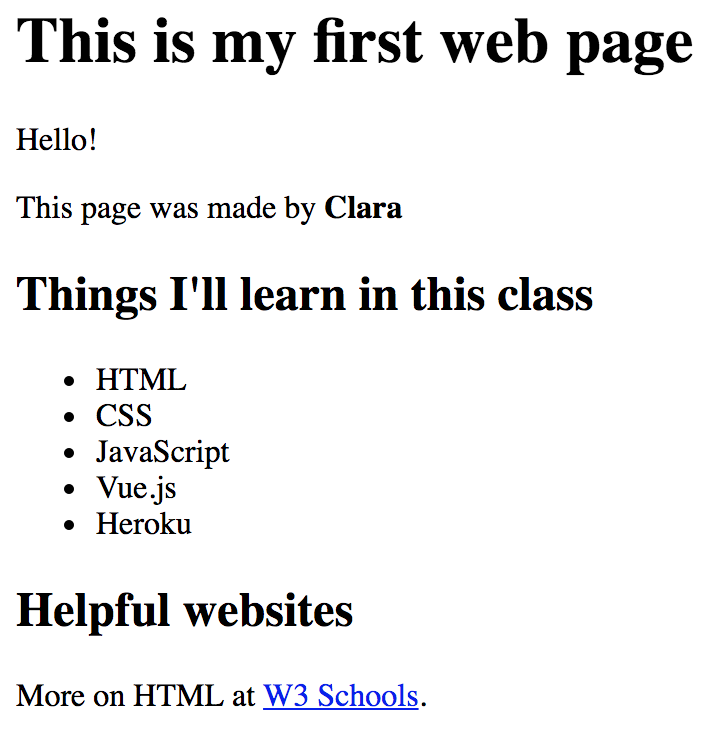 This is my first web page
Hello!
This page was made by Clara
Things I'll learn in this class
HTML
CSS
JavaScript
Vue.js
Heroku
Helpful websites
More on HTML at W3 Schools.